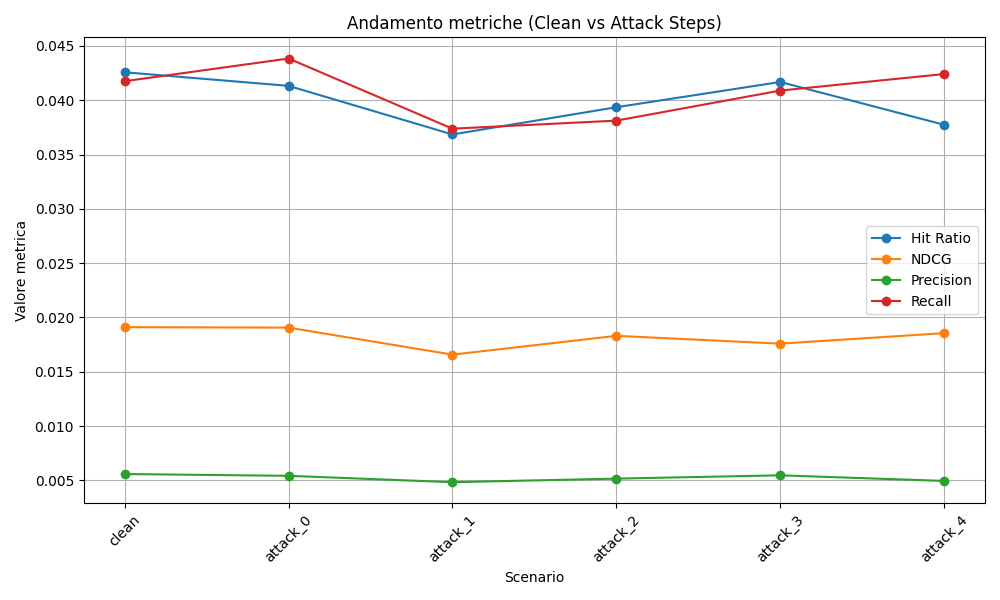 Andamento metriche (Clean vs Attack Steps)
Valore metrica
0.045
0.040
0.035
0.030
0.025
0.020
0.015
0.010
0.005
Hit Ratio
NDCG
Precision
Recall
clean
attack_0
attack_1
attack_2
attack_3
attack_4
Scenario